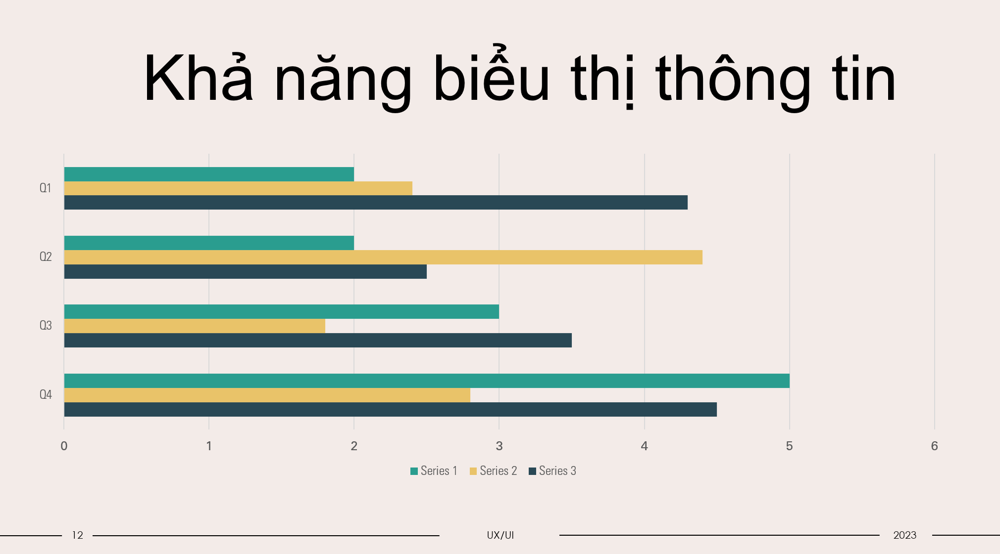 Khả năng biểu thị thông tin
Q1
Q2
Q3
Q4
0 1 2 3 4 5 6
Series 1 Series 2 Series 3
12 UX/UI 2023